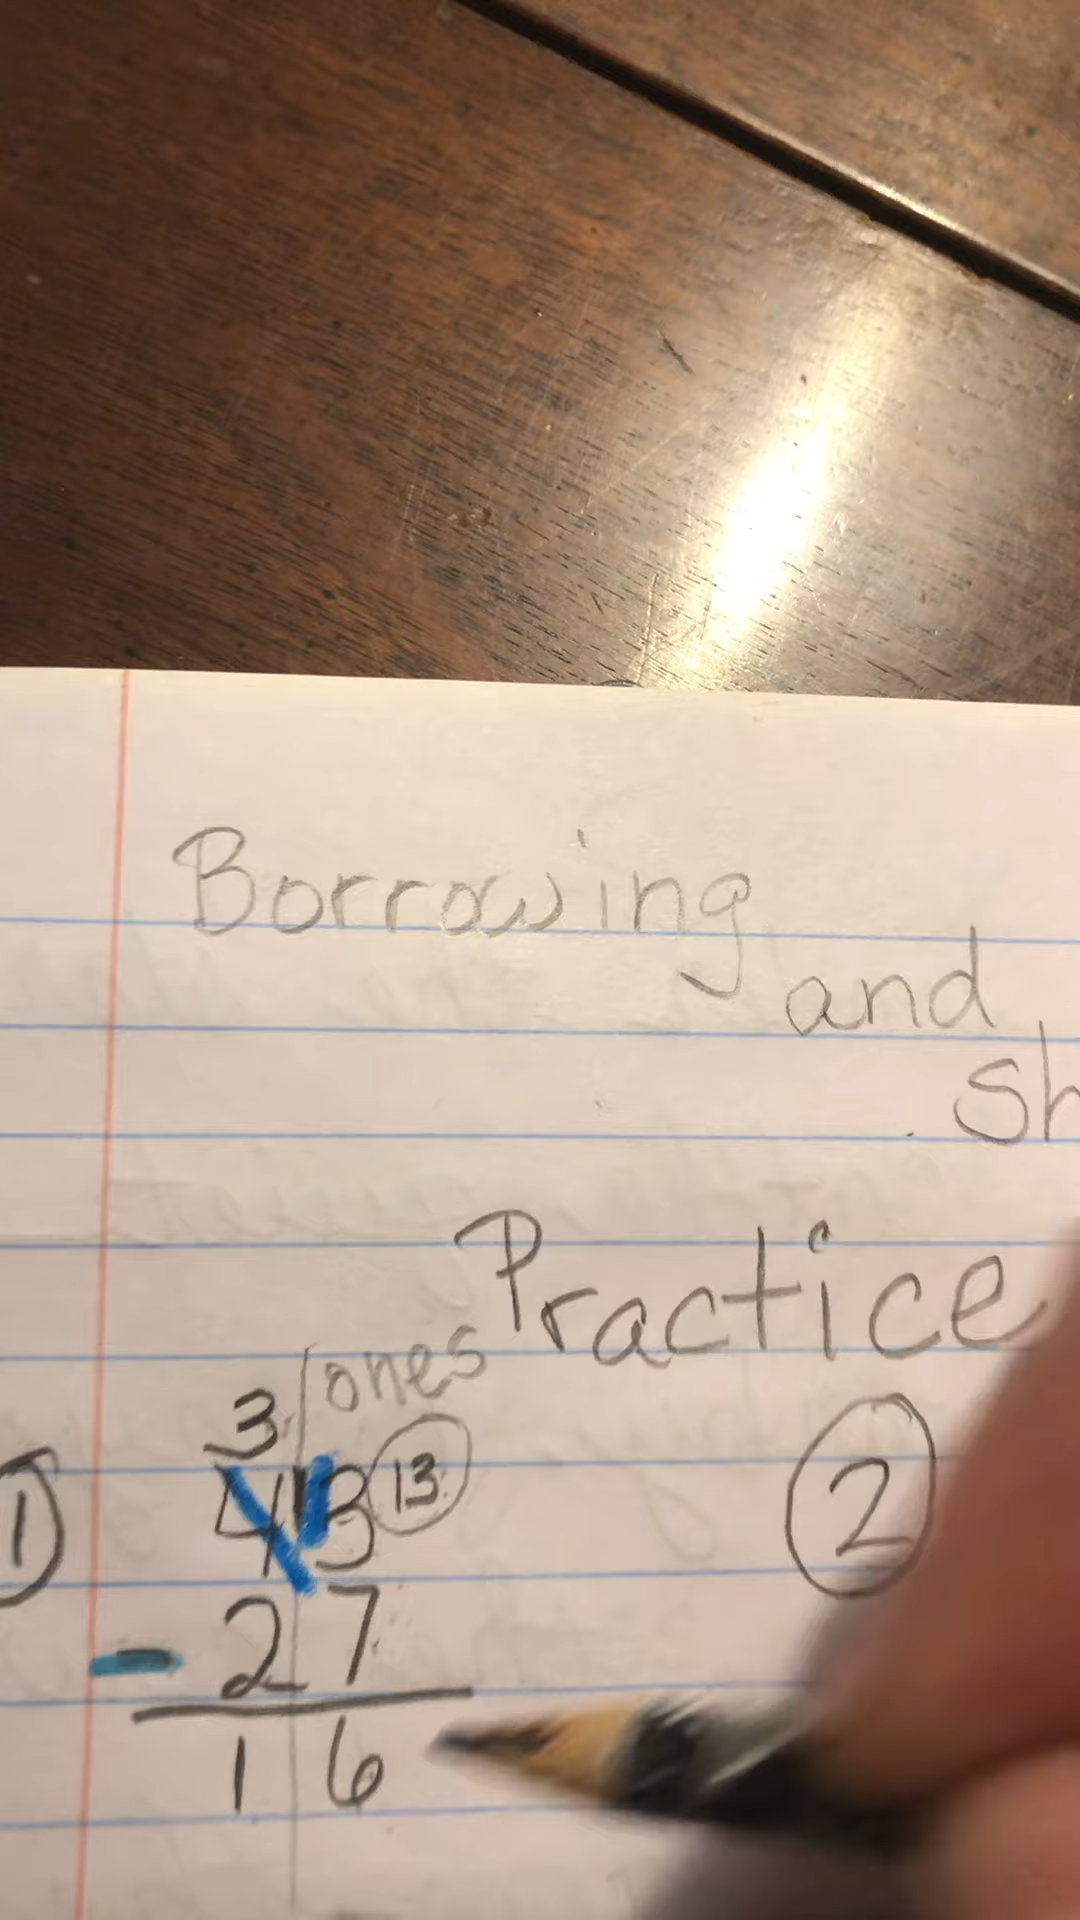 Borrowing
and
Sh
Practice
ones
3
1 43 13 2
- 27
16